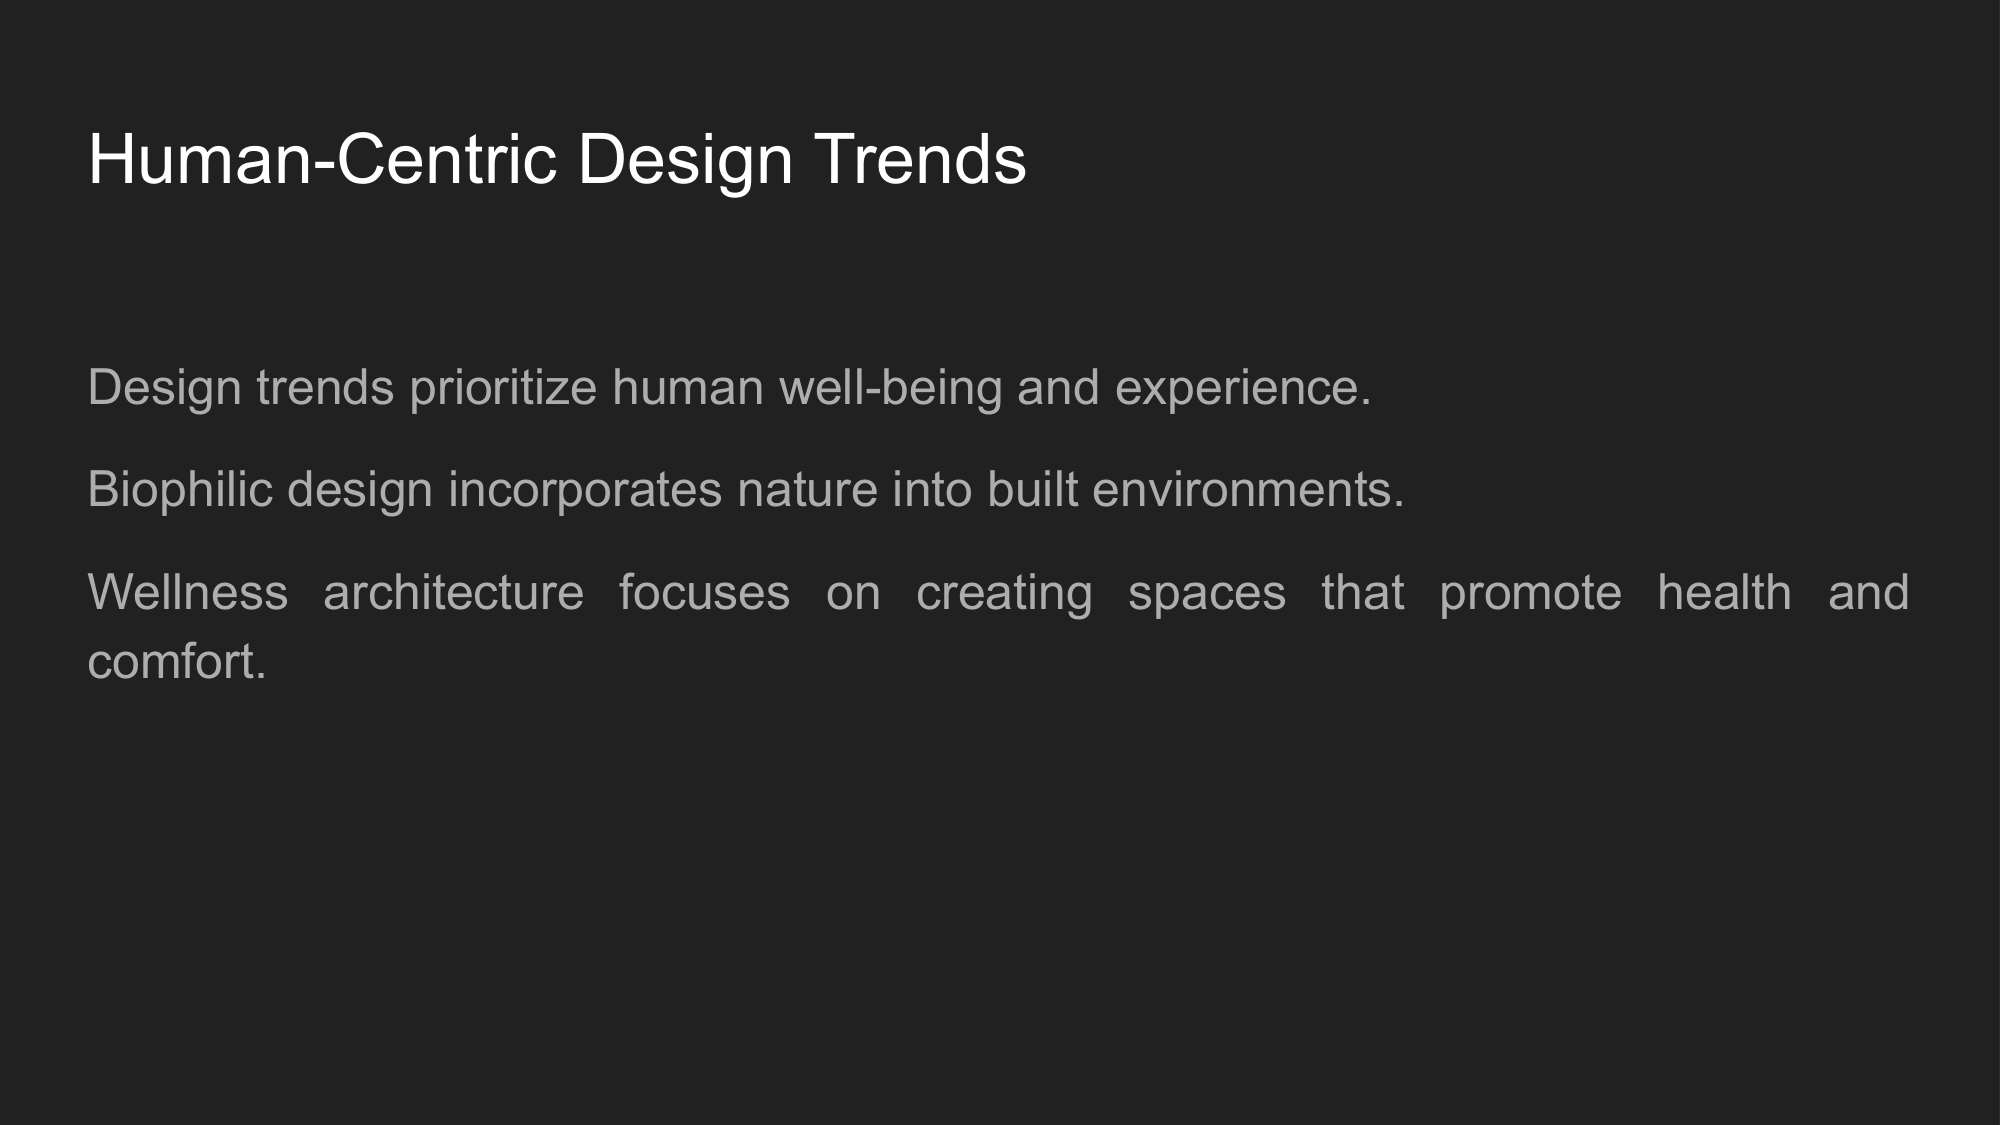 Human-Centric Design Trends
Design trends prioritize human well-being and experience.
Biophilic design incorporates nature into built environments.
Wellness architecture focuses on creating spaces that promote health and
comfort.